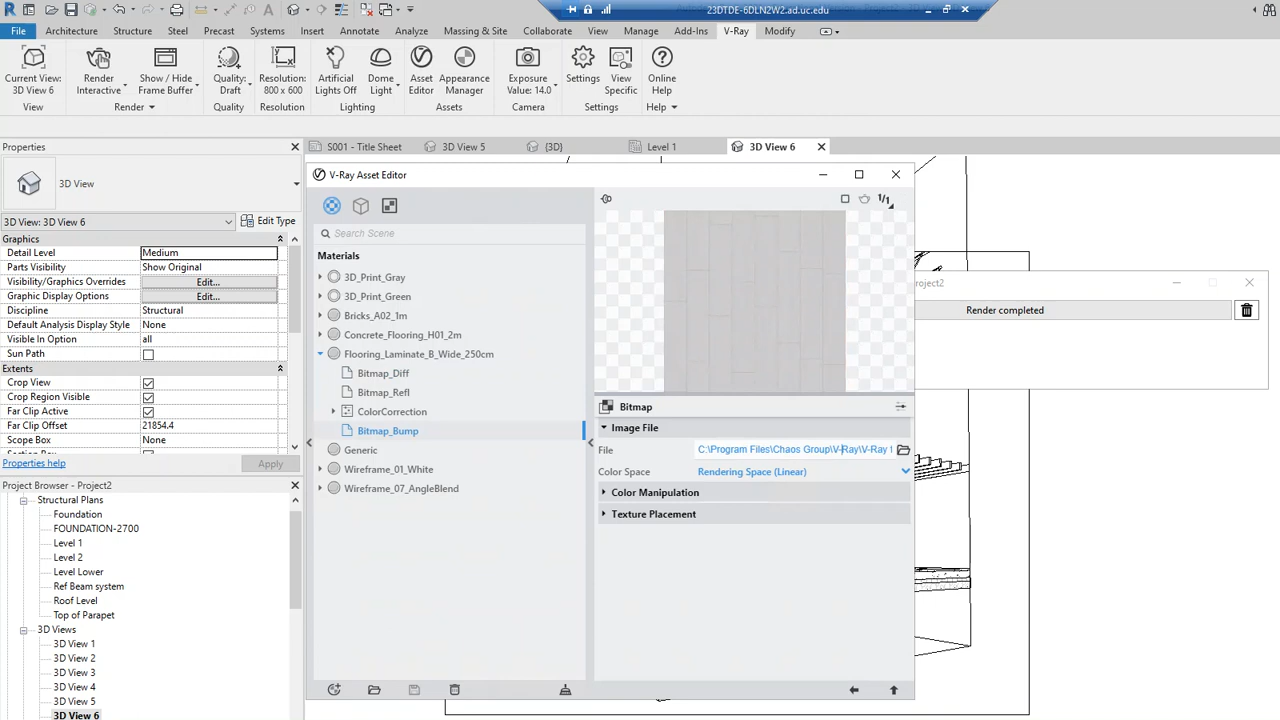 23DTDE-6DLN2W2.ad.uc.edu
File Architecture Structure Steel Precast Systems Insert Annotate Analyze Massing & Site Collaborate View Manage Add-Ins V-Ray Modify
Current View: 3D View 6
Render Interactive
Show / Hide Frame Buffer
Quality: Draft
Resolution: 800 x 600
Artificial Lights Off
Dome Light
Asset Editor
Appearance Manager
Exposure Value: 14.0
Settings
View Specific
Online Help
View Render Quality Resolution Lighting Assets Camera Settings Help
Properties
S001 - Title Sheet 3D View 5 {3D} Level 1 3D View 6
3D View
3D View: 3D View 6 Edit Type
Graphics
Detail Level Medium
Parts Visibility Show Original
Visibility/Graphics Overrides Edit...
Graphic Display Options Edit...
Discipline Structural
Default Analysis Display Style None
Visible In Option all
Sun Path
Extents
Crop View
Crop Region Visible
Far Clip Active
Far Clip Offset 21854.4
Scope Box None
Properties help Apply
Project Browser - Project2
Structural Plans
Foundation
FOUNDATION-2700
Level 1
Level 2
Level Lower
Ref Beam system
Roof Level
Top of Parapet
3D Views
3D View 1
3D View 2
3D View 3
3D View 4
3D View 5
3D View 6
V-Ray Asset Editor
Search Scene
1/1
Materials
3D_Print_Gray
3D_Print_Green
Bricks_A02_1m
Concrete_Flooring_H01_2m
Flooring_Laminate_B_Wide_250cm
Bitmap_Diff
Bitmap_Refl
ColorCorrection
Bitmap_Bump
Generic
Wireframe_01_White
Wireframe_07_AngleBlend
Bitmap
Image File
File C:\Program Files\Chaos Group\V-Ray\V-Ray
Color Space Rendering Space (Linear)
Color Manipulation
Texture Placement
roject2
Render completed